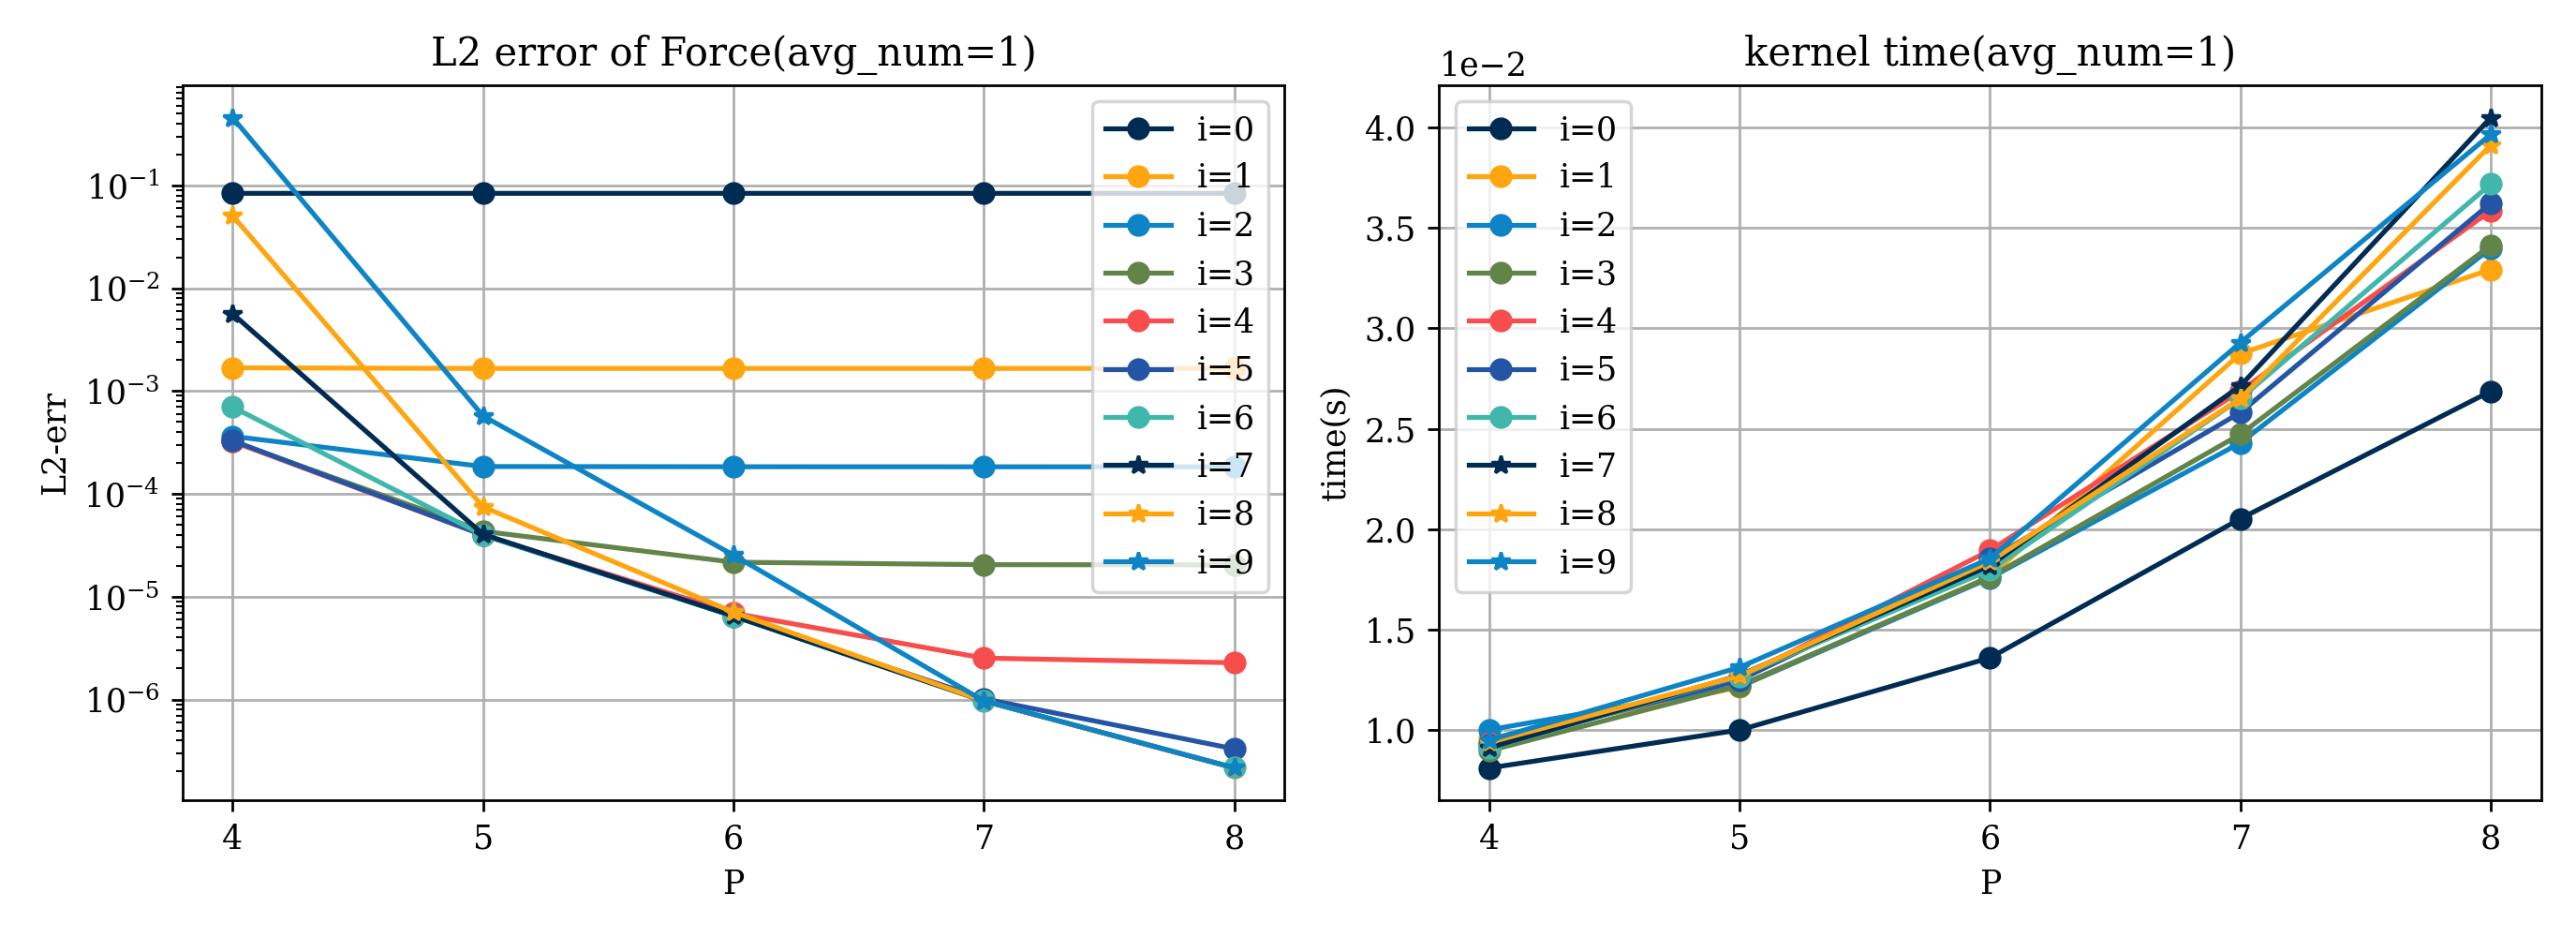 L2 error of Force(avg_num=1)
L2-err
10⁻¹
10⁻²
10⁻³
10⁻⁴
10⁻⁵
10⁻⁶
4 5 6 7 8
P
i=0
i=1
i=2
i=3
i=4
i=5
i=6
i=7
i=8
i=9
kernel time(avg_num=1)
1e−2
time(s)
4.0
3.5
3.0
2.5
2.0
1.5
1.0
4 5 6 7 8
P
i=0
i=1
i=2
i=3
i=4
i=5
i=6
i=7
i=8
i=9